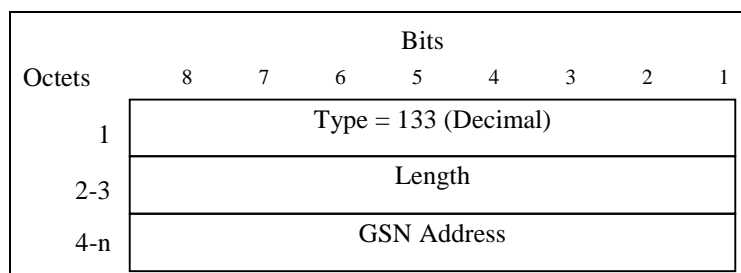 Bits
Octets 8 7 6 5 4 3 2 1
1 Type = 133 (Decimal)
2-3 Length
4-n GSN Address